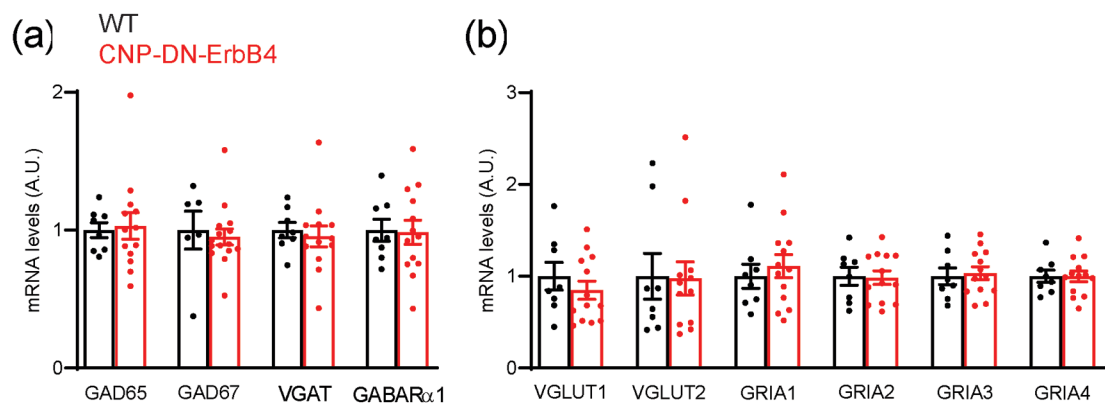 (a)
WT
CNP-DN-ErbB4
mRNA levels (A.U.)
2
1
0
GAD65 GAD67 VGAT GABARα1
(b)
mRNA levels (A.U.)
3
2
1
0
VGLUT1 VGLUT2 GRIA1 GRIA2 GRIA3 GRIA4